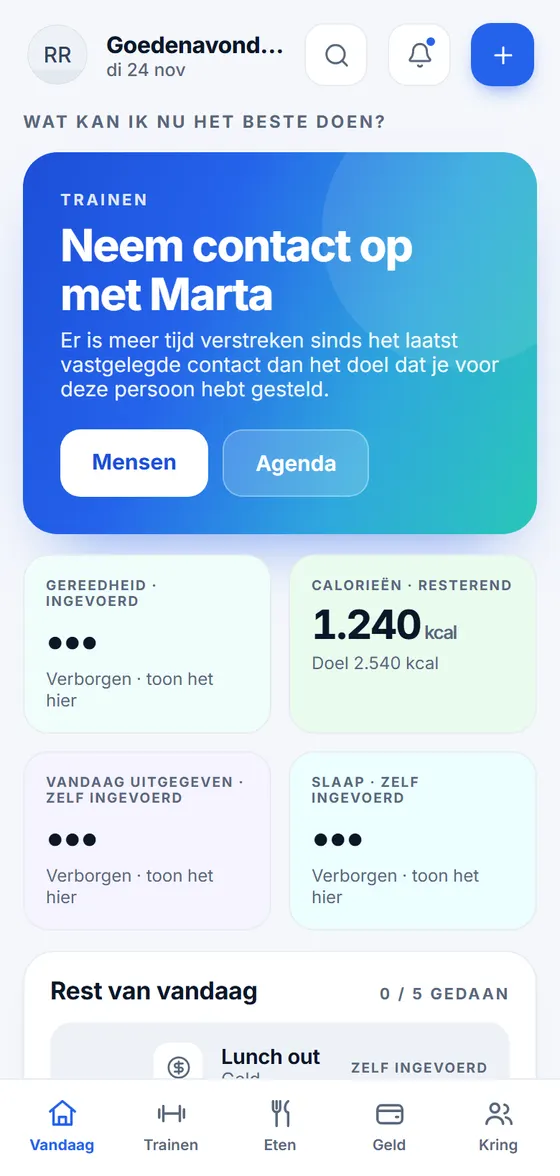 RR
Goedenavond...
di 24 nov
WAT KAN IK NU HET BESTE DOEN?
TRAINEN
Neem contact op
met Marta
Er is meer tijd verstreken sinds het laatst
vastgelegde contact dan het doel dat je voor
deze persoon hebt gesteld.
Mensen
Agenda
GEREEDHEID ·
INGEVOERD
●●●
Verborgen · toon het
hier
CALORIEËN · RESTEREND
1.240 kcal
Doel 2.540 kcal
VANDAAG UITGEGEVEN ·
ZELF INGEVOERD
●●●
Verborgen · toon het
hier
SLAAP · ZELF
INGEVOERD
●●●
Verborgen · toon het
hier
Rest van vandaag
0 / 5 GEDAAN
Lunch out
ZELF INGEVOERD
Geld
Vandaag
Trainen
Eten
Geld
Kring